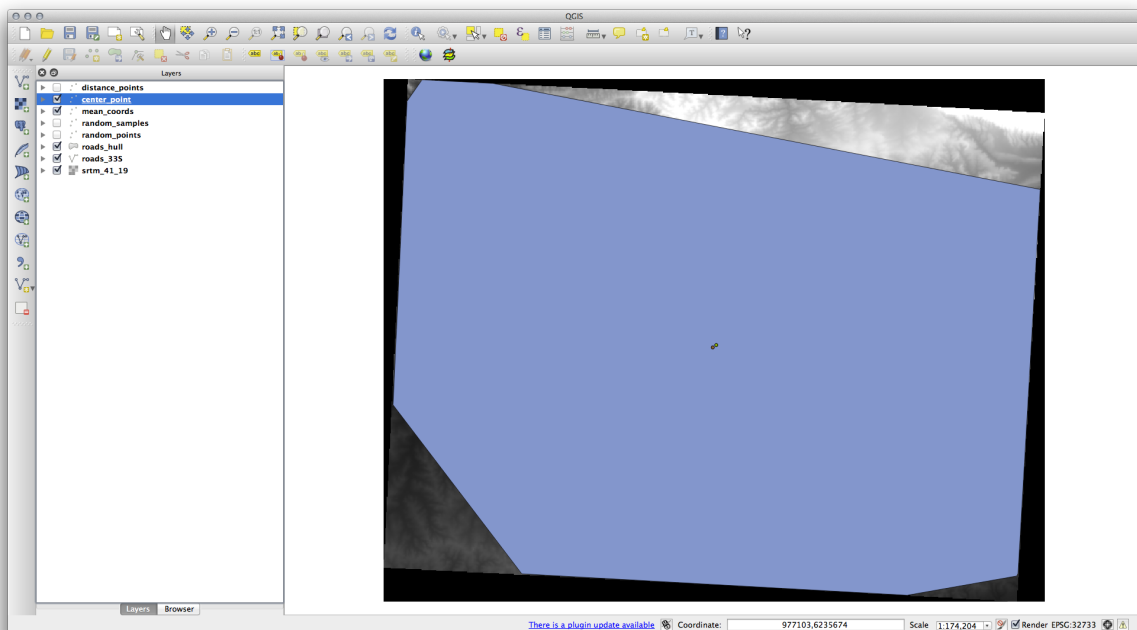 QGIS
Layers
distance_points
center_point
mean_coords
random_samples
random_points
roads_hull
roads_33S
srtm_41_19
Layers Browser
There is a plugin update available Coordinate: 977103,6235674 Scale 1:174,204 Render EPSG:32733